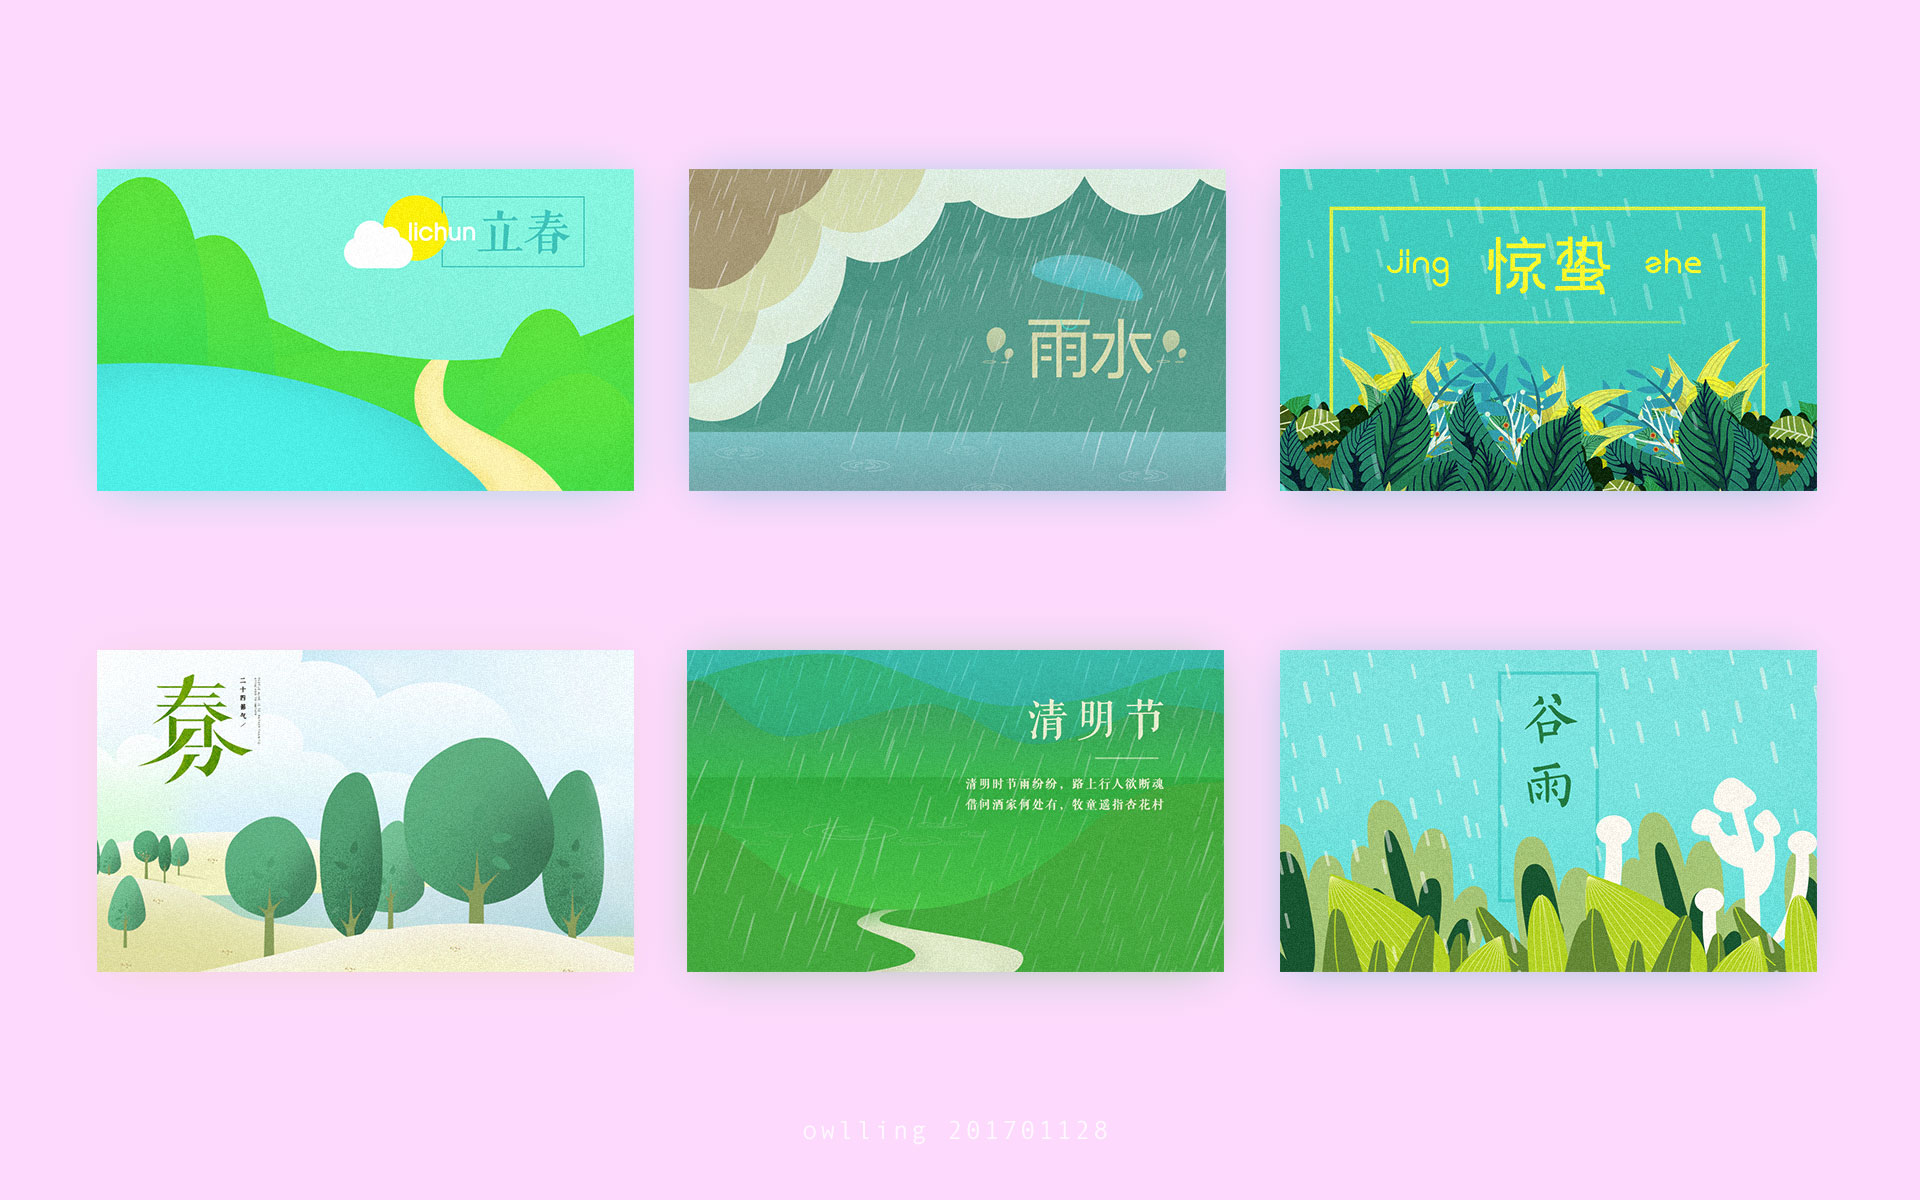 lichun 立春
雨水
jing 惊蛰 zhe
春分
二十四节气
清明节
清明时节雨纷纷，路上行人欲断魂
借问酒家何处有，牧童遥指杏花村
谷雨
owlling 201701128